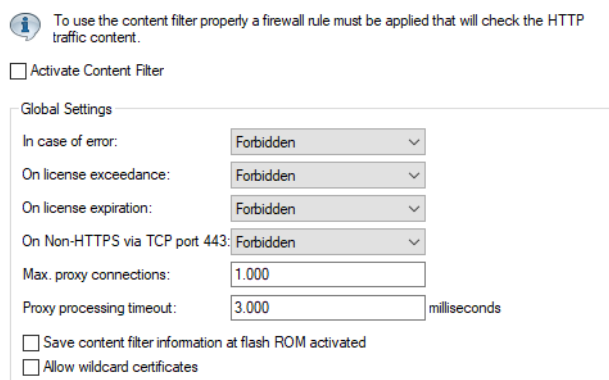 To use the content filter properly a firewall rule must be applied that will check the HTTP
traffic content.
Activate Content Filter
Global Settings
In case of error: Forbidden
On license exceedance: Forbidden
On license expiration: Forbidden
On Non-HTTPS via TCP port 443: Forbidden
Max. proxy connections: 1.000
Proxy processing timeout: 3.000 milliseconds
Save content filter information at flash ROM activated
Allow wildcard certificates